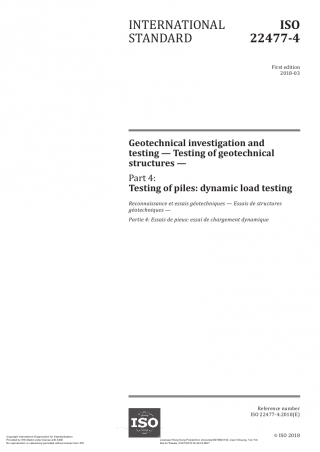 INTERNATIONAL
STANDARD
ISO
22477-4
First edition
2018-03
Geotechnical investigation and
testing — Testing of geotechnical
structures —
Part 4:
Testing of piles: dynamic load testing
Reconnaissance et essais géotechniques — Essais de structures
géotechniques —
Partie 4: Essais de pieux: essai de chargement dynamique
Reference number
ISO 22477-4:2018(E)
ISO
© ISO 2018